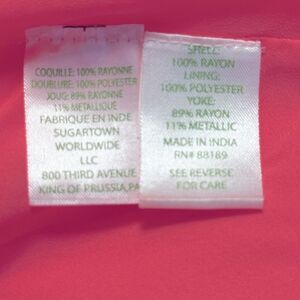 COQUILLE: 100% RAYONNE
DOUBLURE: 100% POLYESTER
JOUG: 89% RAYONNE
11% METALLIQUE
FABRIQUE EN INDE
SUGARTOWN
WORLDWIDE
LLC
800 THIRD AVENUE
KING OF PRUSSIA, PA
SHELL:
100% RAYON
LINING:
100% POLYESTER
YOKE:
89% RAYON
11% METALLIC
MADE IN INDIA
RN# 88189
SEE REVERSE
FOR CARE